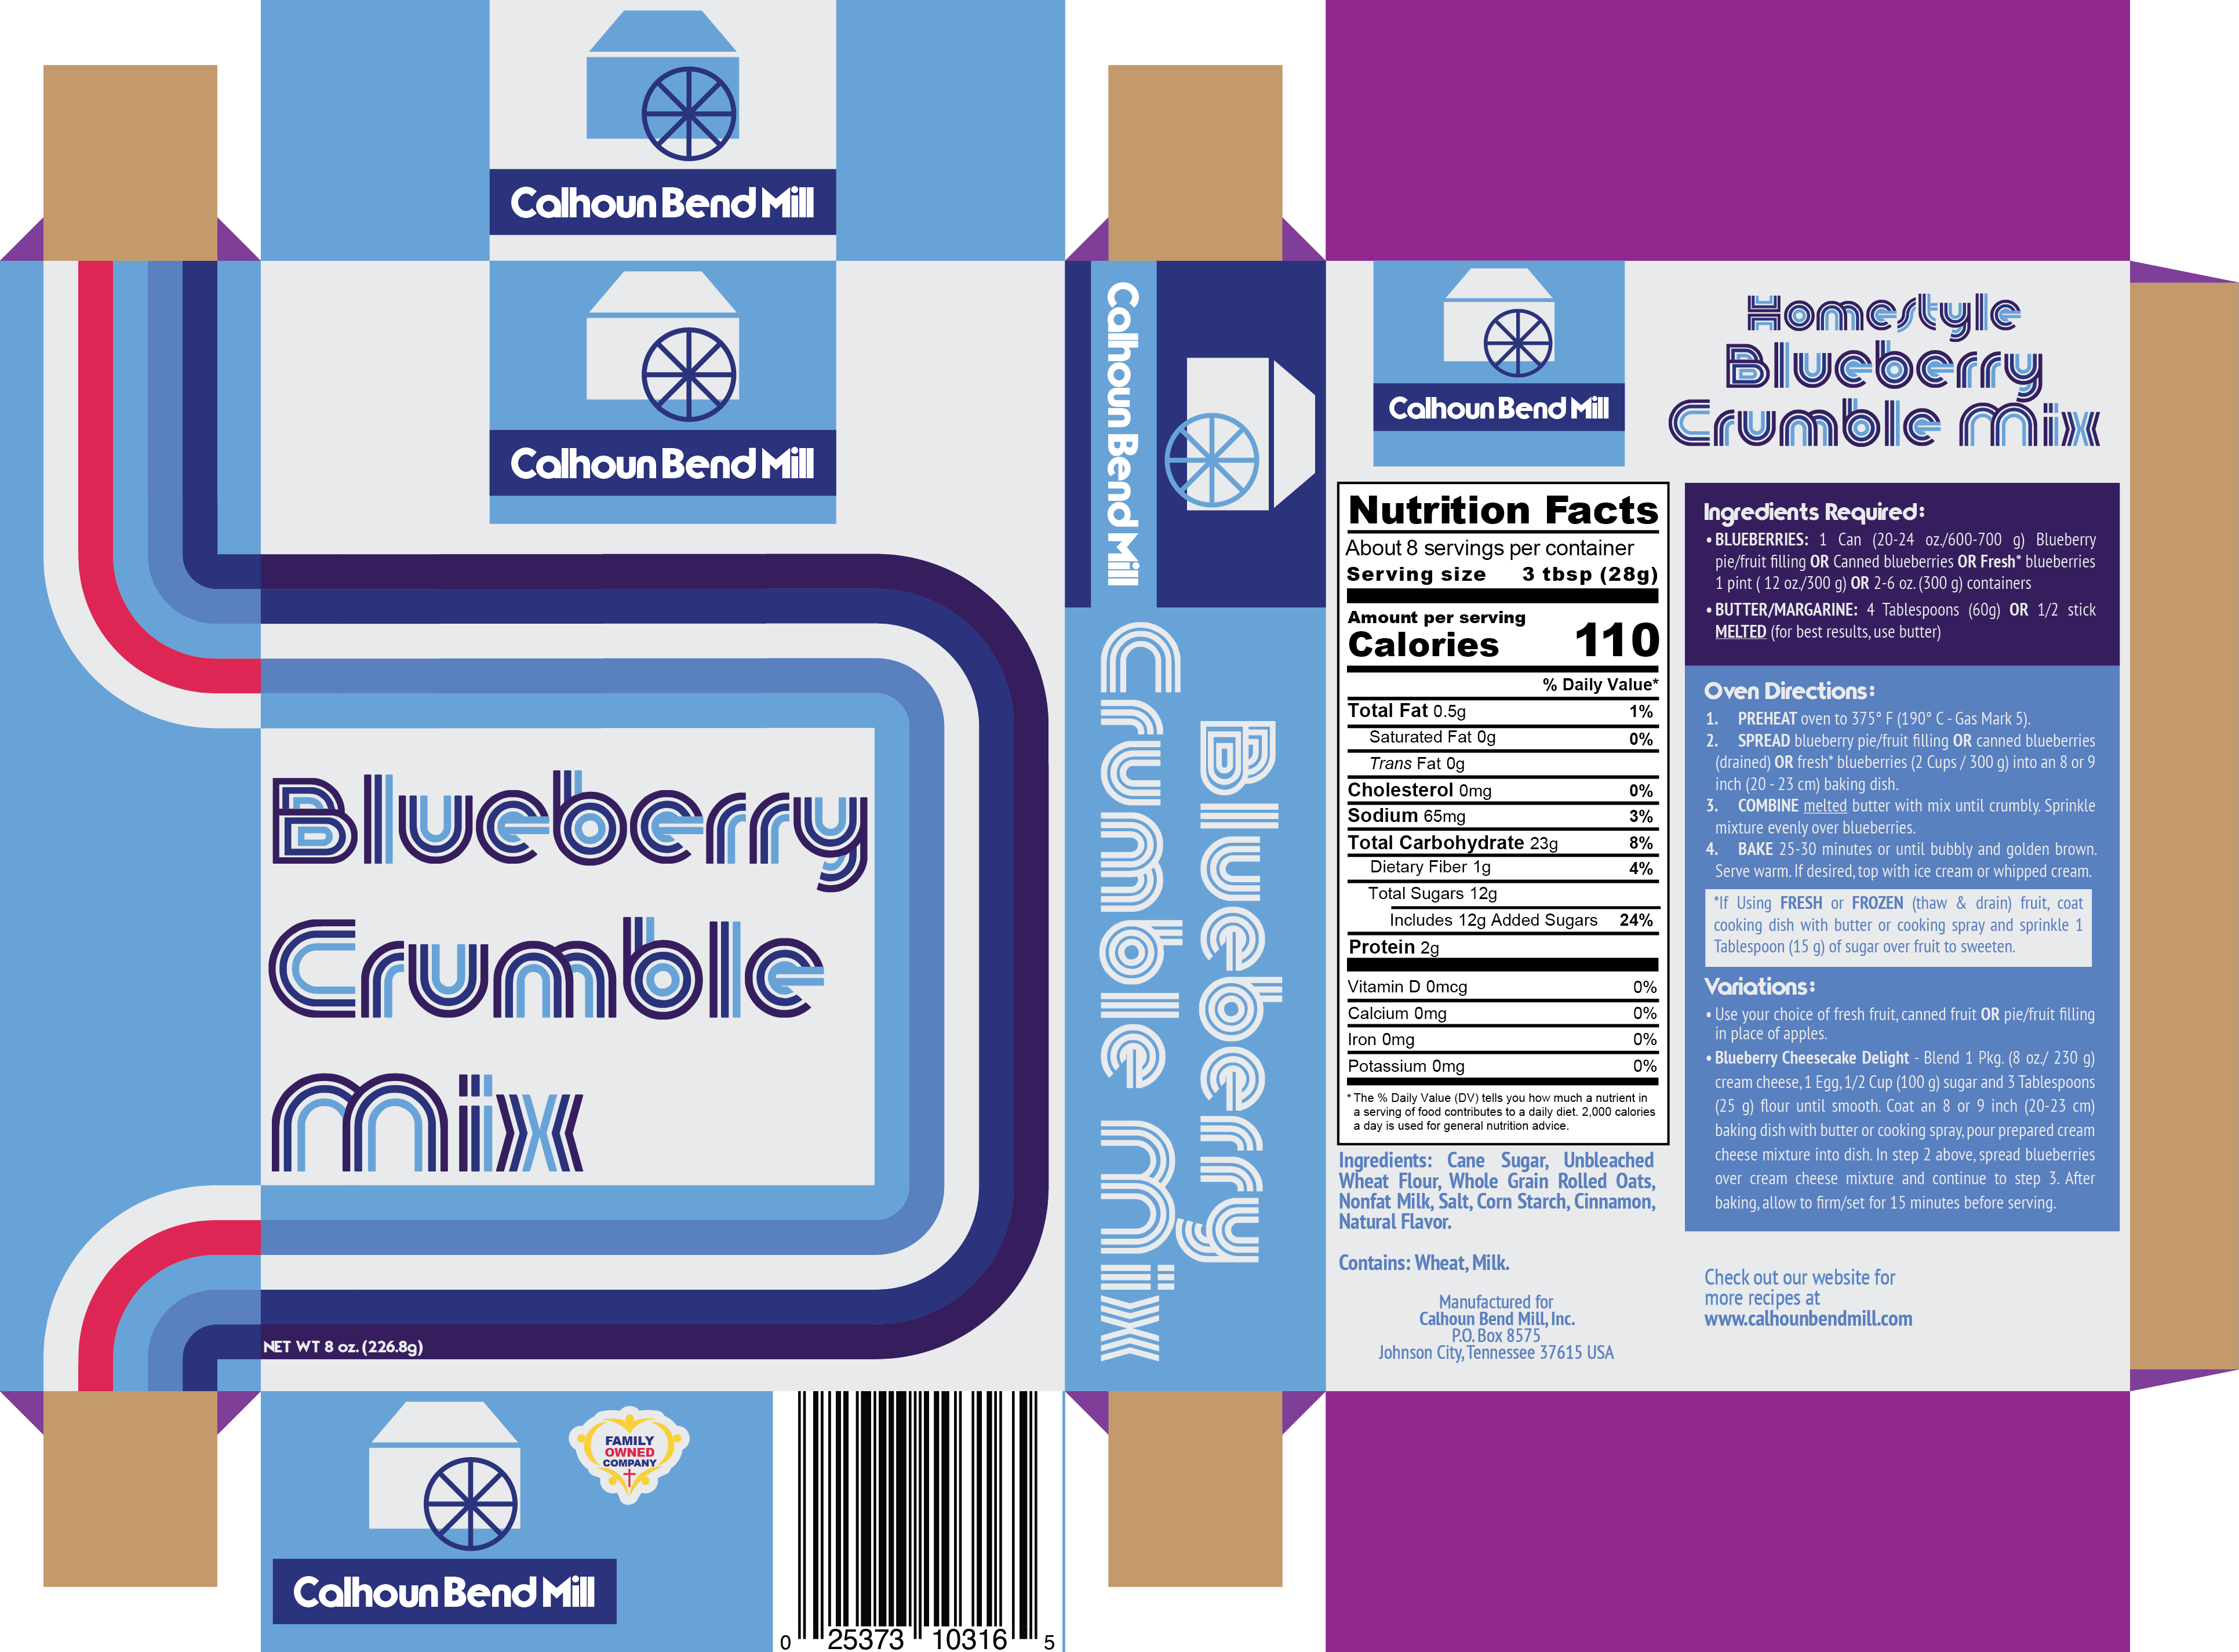 Calhoun Bend Mill
Calhoun Bend Mill
Blueberry
Crumble
Mix
NET WT 8 oz. (226.8g)
Calhoun Bend Mill
FAMILY
OWNED
COMPANY
0 25373 10316 5
Calhoun Bend Mill
Blueberry
Crumble Mix
Calhoun Bend Mill
Homestyle
Blueberry
Crumble Mix
Nutrition Facts
About 8 servings per container
Serving size 3 tbsp (28g)
Amount per serving
Calories 110
% Daily Value*
Total Fat 0.5g 1%
Saturated Fat 0g 0%
Trans Fat 0g
Cholesterol 0mg 0%
Sodium 65mg 3%
Total Carbohydrate 23g 8%
Dietary Fiber 1g 4%
Total Sugars 12g
Includes 12g Added Sugars 24%
Protein 2g
Vitamin D 0mcg 0%
Calcium 0mg 0%
Iron 0mg 0%
Potassium 0mg 0%
* The % Daily Value (DV) tells you how much a nutrient in
a serving of food contributes to a daily diet. 2,000 calories
a day is used for general nutrition advice.
Ingredients: Cane Sugar, Unbleached
Wheat Flour, Whole Grain Rolled Oats,
Nonfat Milk, Salt, Corn Starch, Cinnamon,
Natural Flavor.
Contains: Wheat, Milk.
Manufactured for
Calhoun Bend Mill, Inc.
P.O. Box 8575
Johnson City, Tennessee 37615 USA
Ingredients Required:
• BLUEBERRIES: 1 Can (20-24 oz./600-700 g) Blueberry
pie/fruit filling OR Canned blueberries OR Fresh* blueberries
1 pint ( 12 oz./300 g) OR 2-6 oz. (300 g) containers
• BUTTER/MARGARINE: 4 Tablespoons (60g) OR 1/2 stick
MELTED (for best results, use butter)
Oven Directions:
1. PREHEAT oven to 375° F (190° C - Gas Mark 5).
2. SPREAD blueberry pie/fruit filling OR canned blueberries
(drained) OR fresh* blueberries (2 Cups / 300 g) into an 8 or 9
inch (20 - 23 cm) baking dish.
3. COMBINE melted butter with mix until crumbly. Sprinkle
mixture evenly over blueberries.
4. BAKE 25-30 minutes or until bubbly and golden brown.
Serve warm. If desired, top with ice cream or whipped cream.
*If Using FRESH or FROZEN (thaw & drain) fruit, coat
cooking dish with butter or cooking spray and sprinkle 1
Tablespoon (15 g) of sugar over fruit to sweeten.
Variations:
• Use your choice of fresh fruit, canned fruit OR pie/fruit filling
in place of apples.
• Blueberry Cheesecake Delight - Blend 1 Pkg. (8 oz./ 230 g)
cream cheese, 1 Egg, 1/2 Cup (100 g) sugar and 3 Tablespoons
(25 g) flour until smooth. Coat an 8 or 9 inch (20-23 cm)
baking dish with butter or cooking spray, pour prepared cream
cheese mixture into dish. In step 2 above, spread blueberries
over cream cheese mixture and continue to step 3. After
baking, allow to firm/set for 15 minutes before serving.
Check out our website for
more recipes at
www.calhounbendmill.com